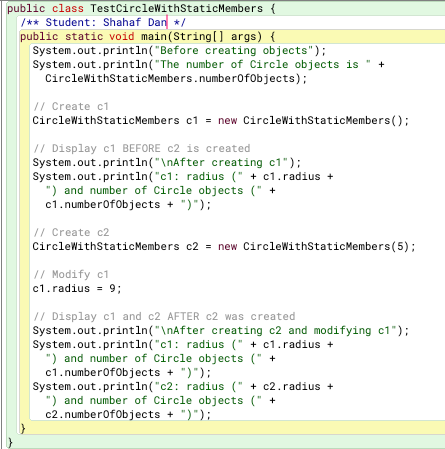 public class TestCircleWithStaticMembers {
/** Student: Shahaf Dan */
public static void main(String[] args) {
System.out.println("Before creating objects");
System.out.println("The number of Circle objects is " +
CircleWithStaticMembers.numberOfObjects);
// Create c1
CircleWithStaticMembers c1 = new CircleWithStaticMembers();
// Display c1 BEFORE c2 is created
System.out.println("\nAfter creating c1");
System.out.println("c1: radius (" + c1.radius +
") and number of Circle objects (" +
c1.numberOfObjects + ")");
// Create c2
CircleWithStaticMembers c2 = new CircleWithStaticMembers(5);
// Modify c1
c1.radius = 9;
// Display c1 and c2 AFTER c2 was created
System.out.println("\nAfter creating c2 and modifying c1");
System.out.println("c1: radius (" + c1.radius +
") and number of Circle objects (" +
c1.numberOfObjects + ")");
System.out.println("c2: radius (" + c2.radius +
") and number of Circle objects (" +
c2.numberOfObjects + ")");
}
}